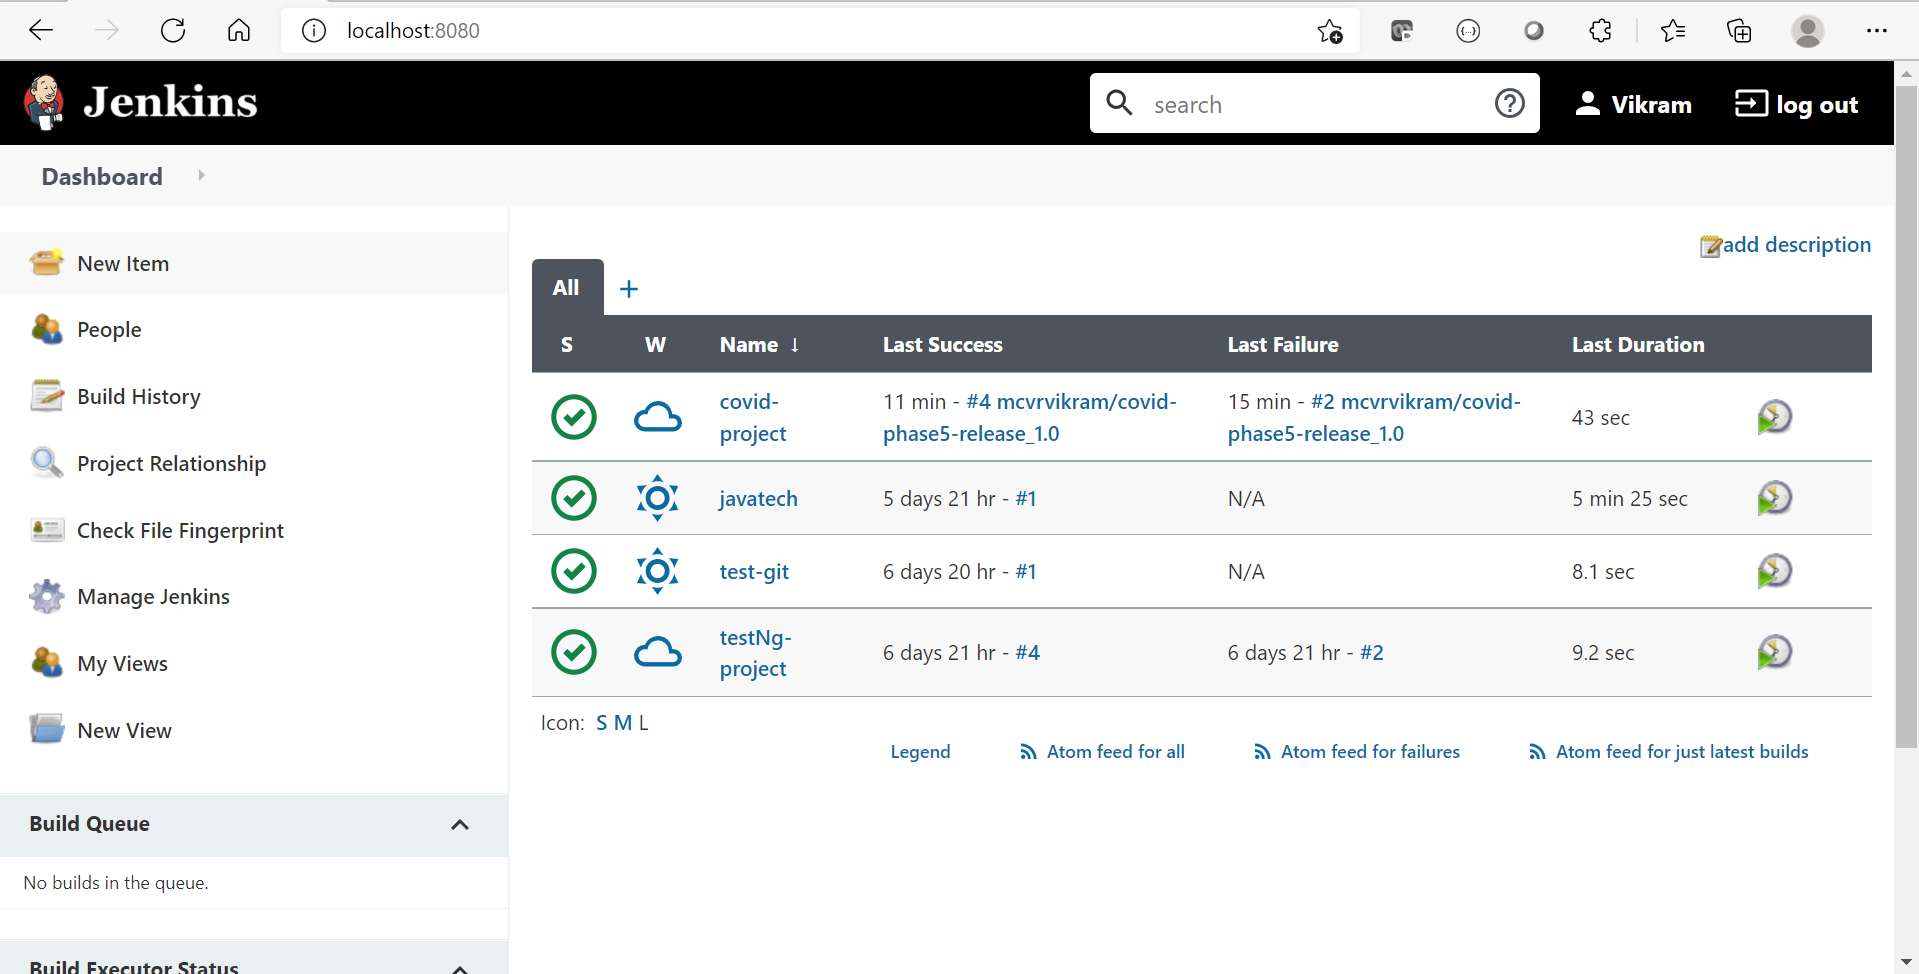 localhost:8080
Jenkins
search
Vikram
log out
Dashboard
New Item
People
Build History
Project Relationship
Check File Fingerprint
Manage Jenkins
My Views
New View
Build Queue
No builds in the queue.
Build Executor Status
add description
All +
S W Name ↓ Last Success Last Failure Last Duration
covid- 11 min - #4 mcvrvikram/covid- 15 min - #2 mcvrvikram/covid- 43 sec
project phase5-release_1.0 phase5-release_1.0
javatech 5 days 21 hr - #1 N/A 5 min 25 sec
test-git 6 days 20 hr - #1 N/A 8.1 sec
testNg-
project 6 days 21 hr - #4 6 days 21 hr - #2 9.2 sec
Icon: S M L
Legend Atom feed for all Atom feed for failures Atom feed for just latest builds